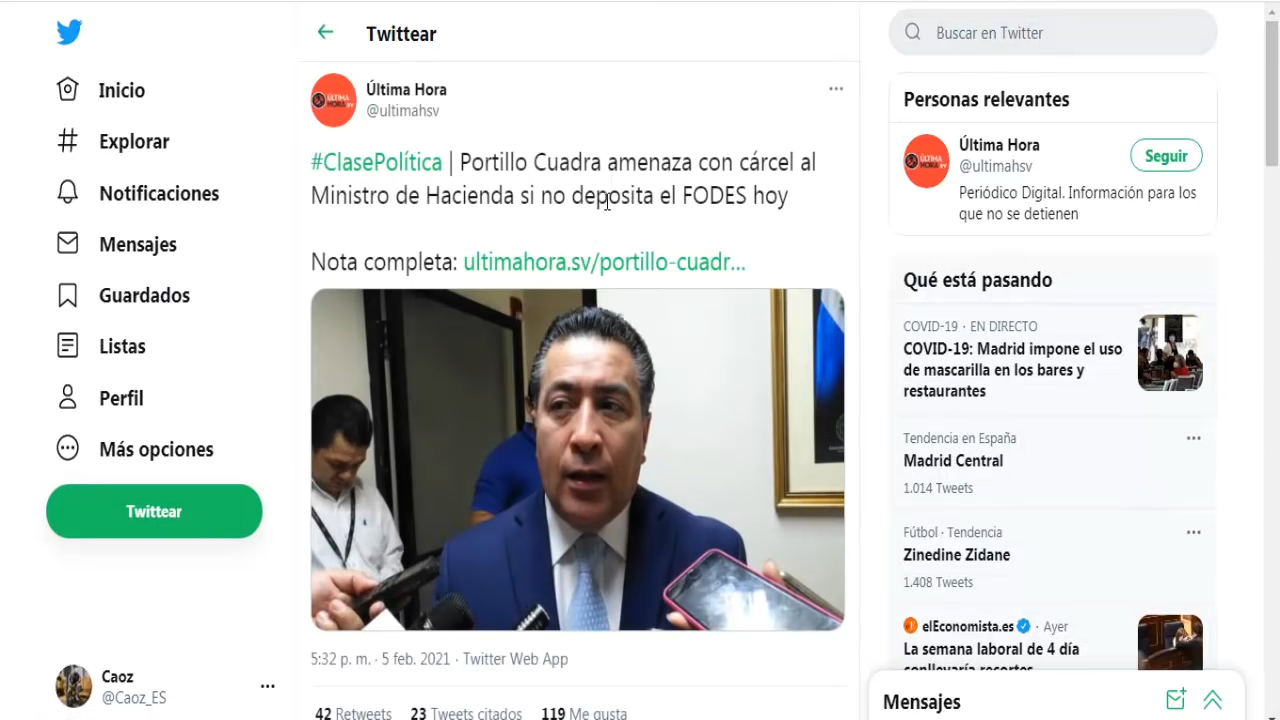 Inicio
Explorar
Notificaciones
Mensajes
Guardados
Listas
Perfil
Más opciones
Twittear
Caoz
@Caoz_ES
Twittear
Última Hora
@ultimahsv
#ClasePolítica | Portillo Cuadra amenaza con cárcel al
Ministro de Hacienda si no deposita el FODES hoy
Nota completa: ultimahora.sv/portillo-cuadr...
5:32 p. m. · 5 feb. 2021 · Twitter Web App
42 Retweets 23 Tweets citados 119 Me gusta
Buscar en Twitter
Personas relevantes
Última Hora
@ultimahsv
Seguir
Periódico Digital. Información para los
que no se detienen
Qué está pasando
COVID-19 · EN DIRECTO
COVID-19: Madrid impone el uso
de mascarilla en los bares y
restaurantes
Tendencia en España
Madrid Central
1.014 Tweets
Fútbol · Tendencia
Zinedine Zidane
1.408 Tweets
elEconomista.es · Ayer
La semana laboral de 4 día
conllevaría recortes
Mensajes